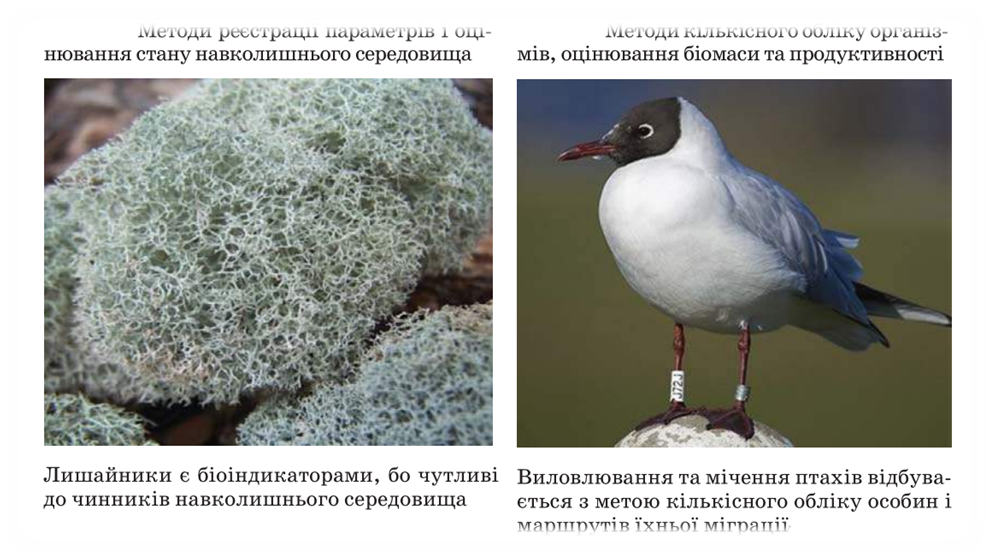 Методи реєстрації параметрів і оці-
нювання стану навколишнього середовища
Методи кількісного обліку організ-
мів, оцінювання біомаси та продуктивності
J72J
Лишайники є біоіндикаторами, бо чутливі
до чинників навколишнього середовища
Виловлювання та мічення птахів відбува-
ється з метою кількісного обліку особин і
маршрутів їхньої міграції